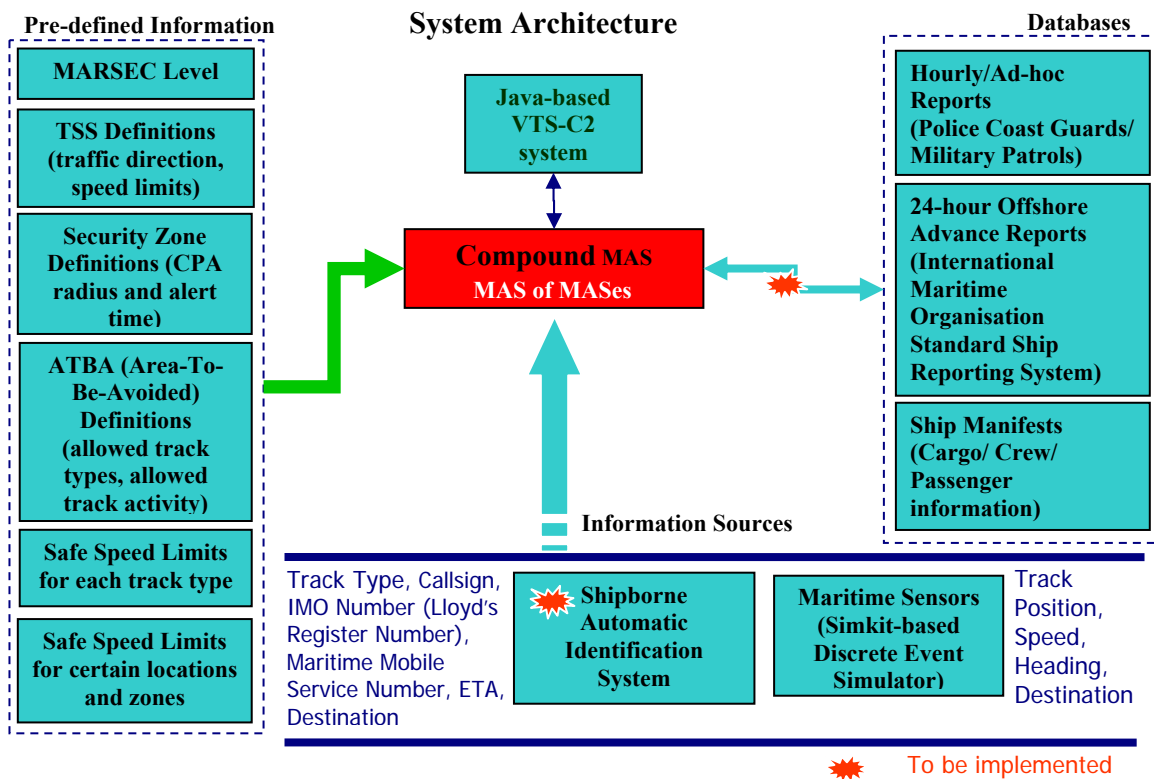 System Architecture
Pre-defined Information
MARSEC Level
TSS Definitions
(traffic direction,
speed limits)
Security Zone
Definitions (CPA
radius and alert
time)
ATBA (Area-To-
Be-Avoided)
Definitions
(allowed track
types, allowed
track activity)
Safe Speed Limits
for each track type
Safe Speed Limits
for certain locations
and zones
Java-based
VTS-C2
system
Compound MAS
MAS of MASes
Databases
Hourly/Ad-hoc
Reports
(Police Coast Guards/
Military Patrols)
24-hour Offshore
Advance Reports
(International
Maritime
Organisation
Standard Ship
Reporting System)
Ship Manifests
(Cargo/ Crew/
Passenger
information)
Information Sources
Track Type, Callsign,
IMO Number (Lloyd's
Register Number),
Maritime Mobile
Service Number, ETA,
Destination
Shipborne
Automatic
Identification
System
Maritime Sensors
(Simkit-based
Discrete Event
Simulator)
Track
Position,
Speed,
Heading,
Destination
To be implemented